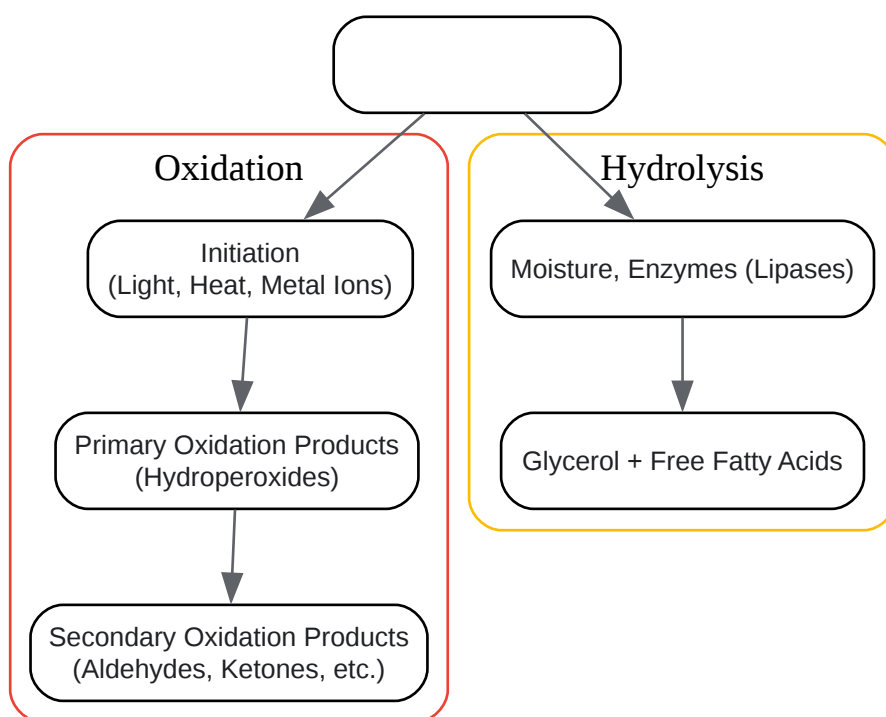 Oxidation
Initiation
(Light, Heat, Metal Ions)
Primary Oxidation Products
(Hydroperoxides)
Secondary Oxidation Products
(Aldehydes, Ketones, etc.)
Hydrolysis
Moisture, Enzymes (Lipases)
Glycerol + Free Fatty Acids